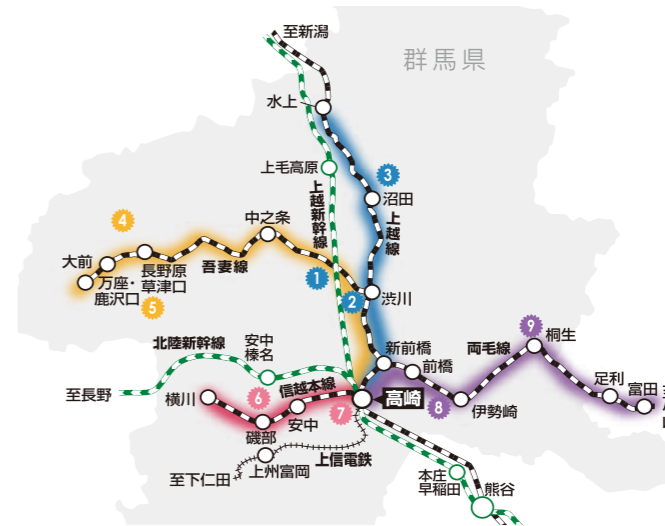 至新潟
群馬県
水上
上毛高原
3
沼田
上越新幹線
上越線
4
中之条
大前
長野原
草津口
吾妻線
万座・
鹿沢口
5
1
2
渋川
9
桐生
北陸新幹線
安中
榛名
新前橋
両毛線
前橋
至長野
横川
信越本線
6
高崎
足利
富田
7
8
伊勢崎
安中
磯部
上信電鉄
至下仁田
上州富岡
本庄
早稲田
熊谷